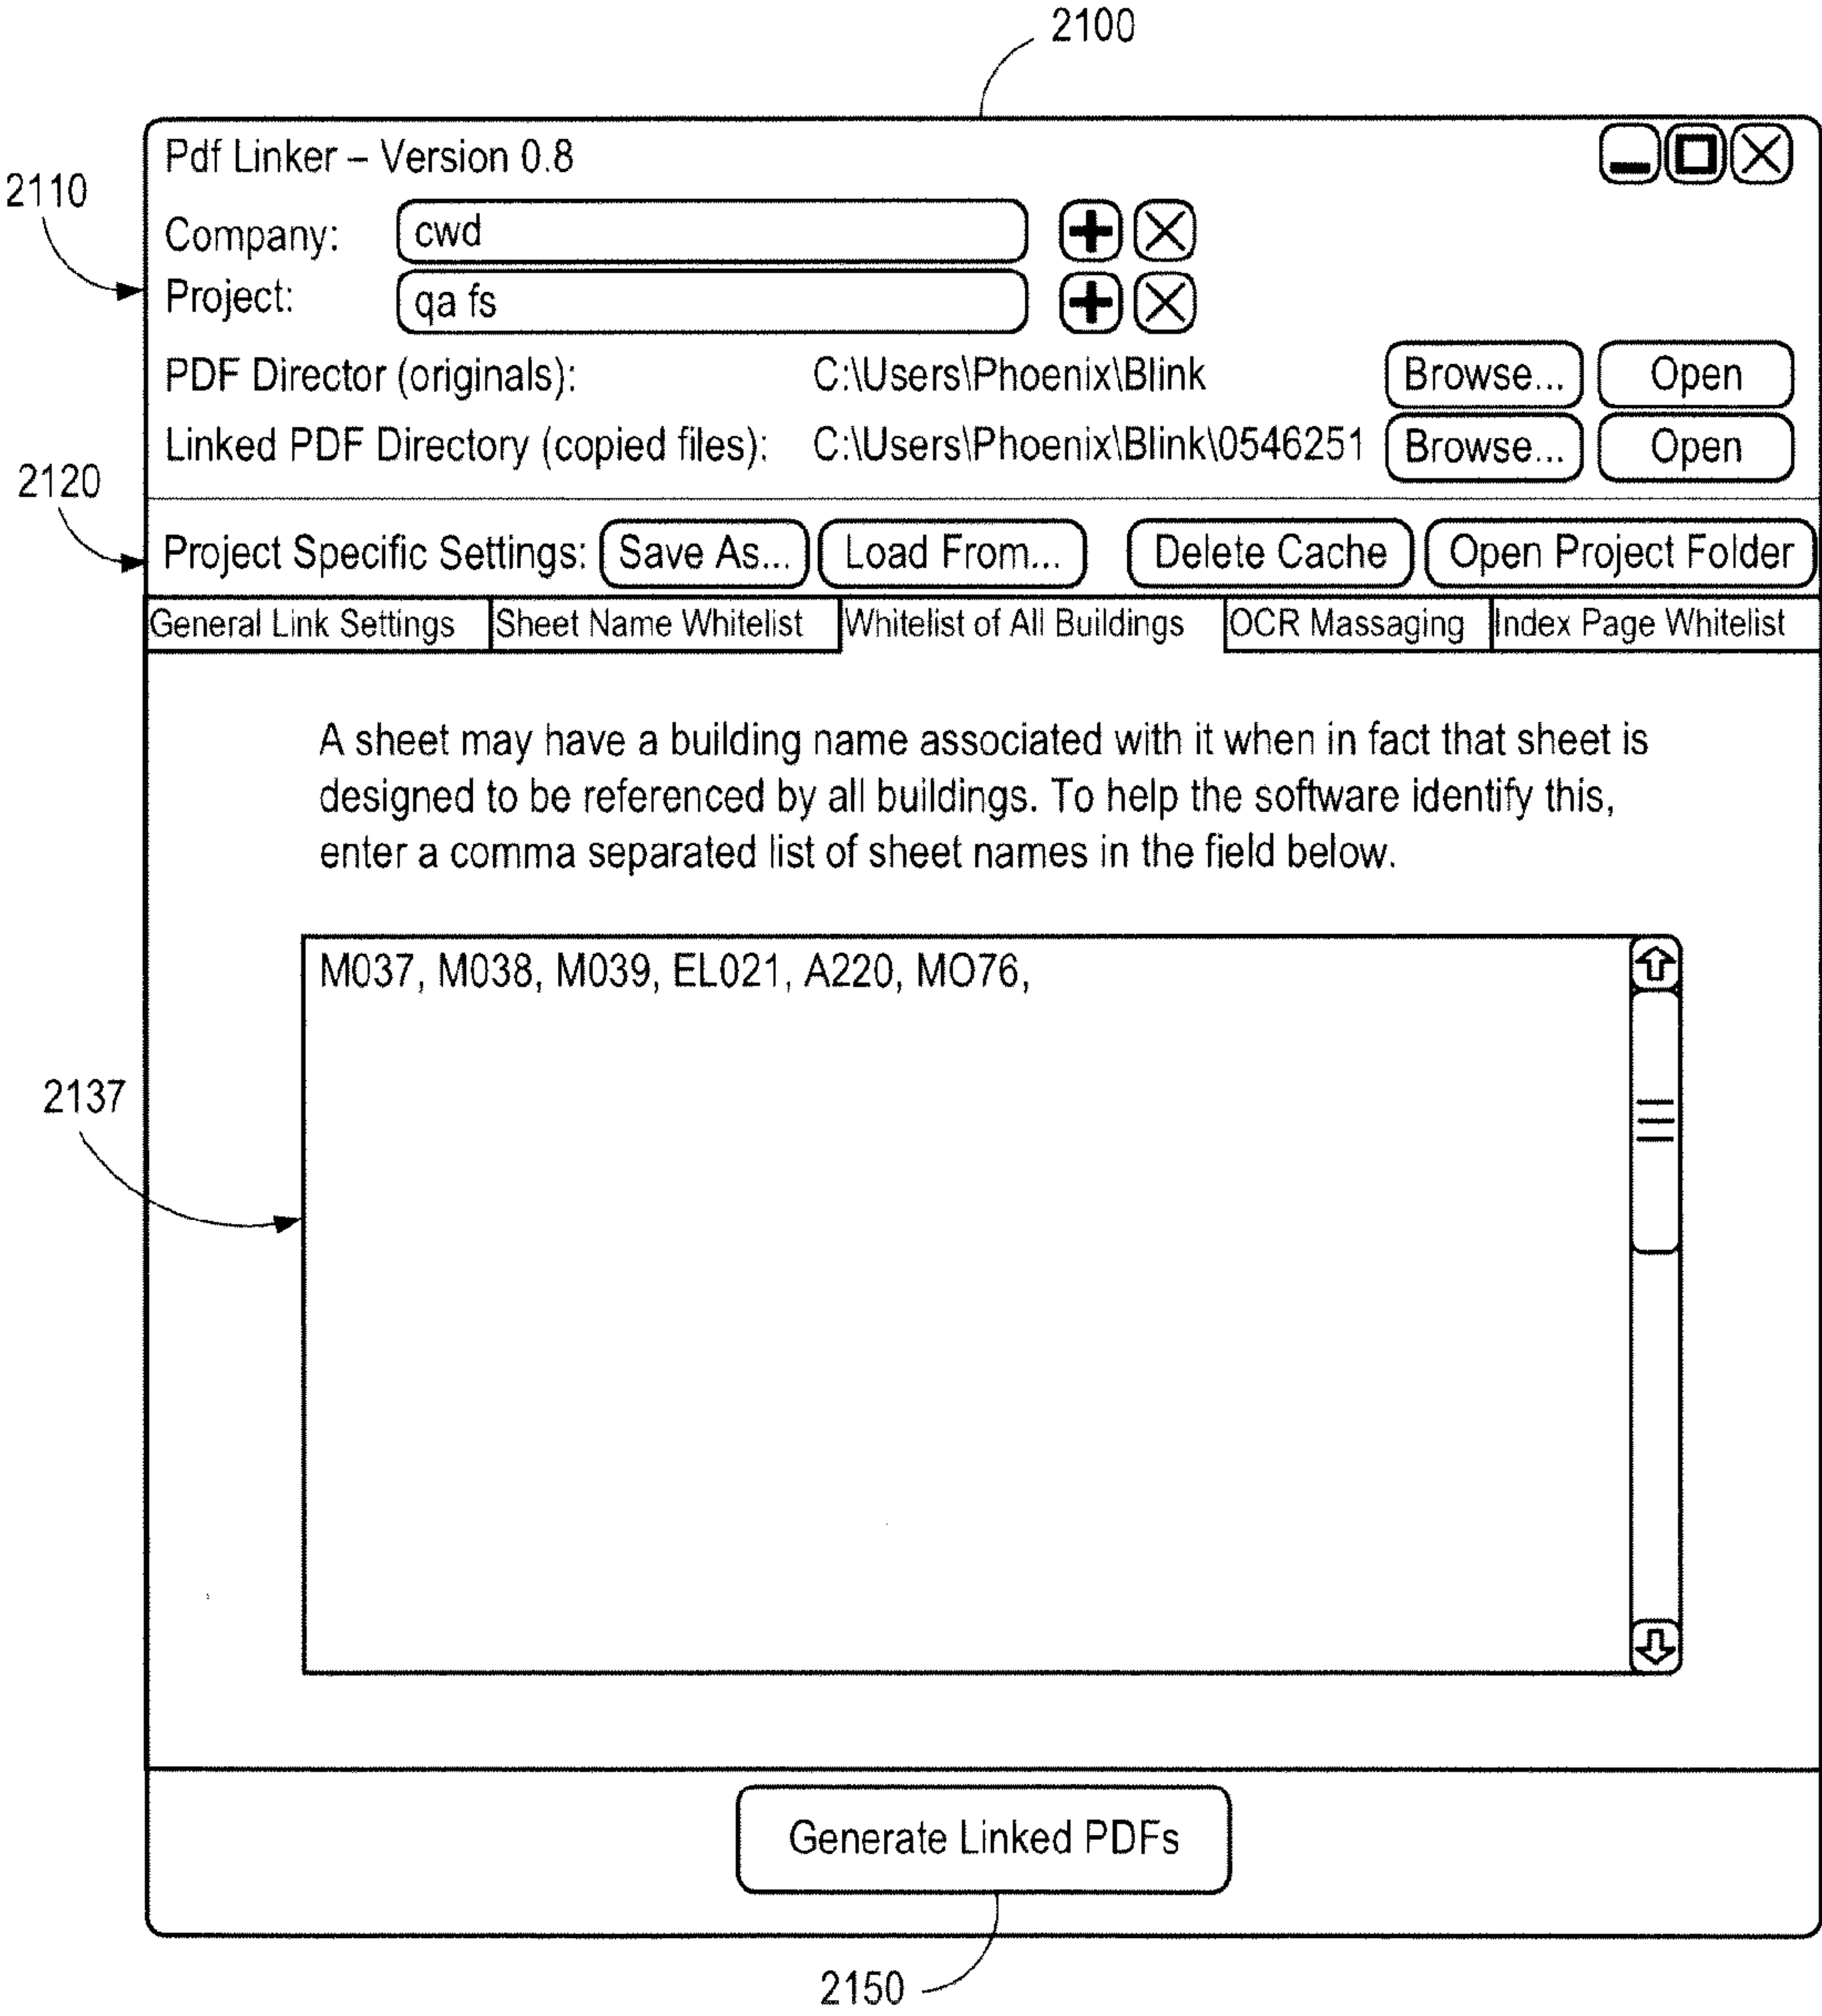 2100
Pdf Linker – Version 0.8
2110
Company: cwd
Project: qa fs
PDF Director (originals): C:\Users\Phoenix\Blink Browse... Open
Linked PDF Directory (copied files): C:\Users\Phoenix\Blink\0546251 Browse... Open
2120
Project Specific Settings: Save As... Load From... Delete Cache Open Project Folder
General Link Settings Sheet Name Whitelist Whitelist of All Buildings OCR Massaging Index Page Whitelist
A sheet may have a building name associated with it when in fact that sheet is
designed to be referenced by all buildings. To help the software identify this,
enter a comma separated list of sheet names in the field below.
M037, M038, M039, EL021, A220, MO76,
2137
Generate Linked PDFs
2150